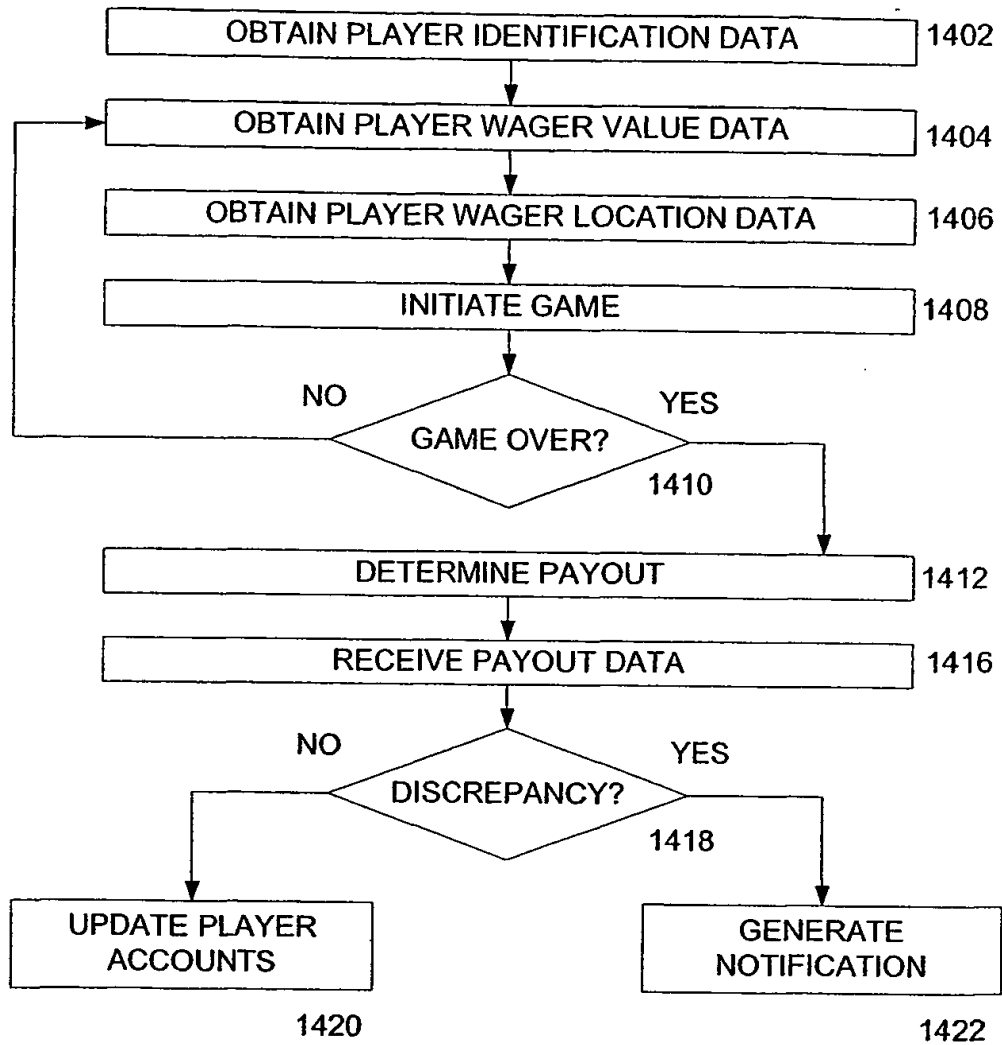 OBTAIN PLAYER IDENTIFICATION DATA 1402
OBTAIN PLAYER WAGER VALUE DATA 1404
OBTAIN PLAYER WAGER LOCATION DATA 1406
INITIATE GAME 1408
NO YES
GAME OVER?
1410
DETERMINE PAYOUT 1412
RECEIVE PAYOUT DATA 1416
NO YES
DISCREPANCY?
1418
UPDATE PLAYER
ACCOUNTS
1420
GENERATE
NOTIFICATION
1422